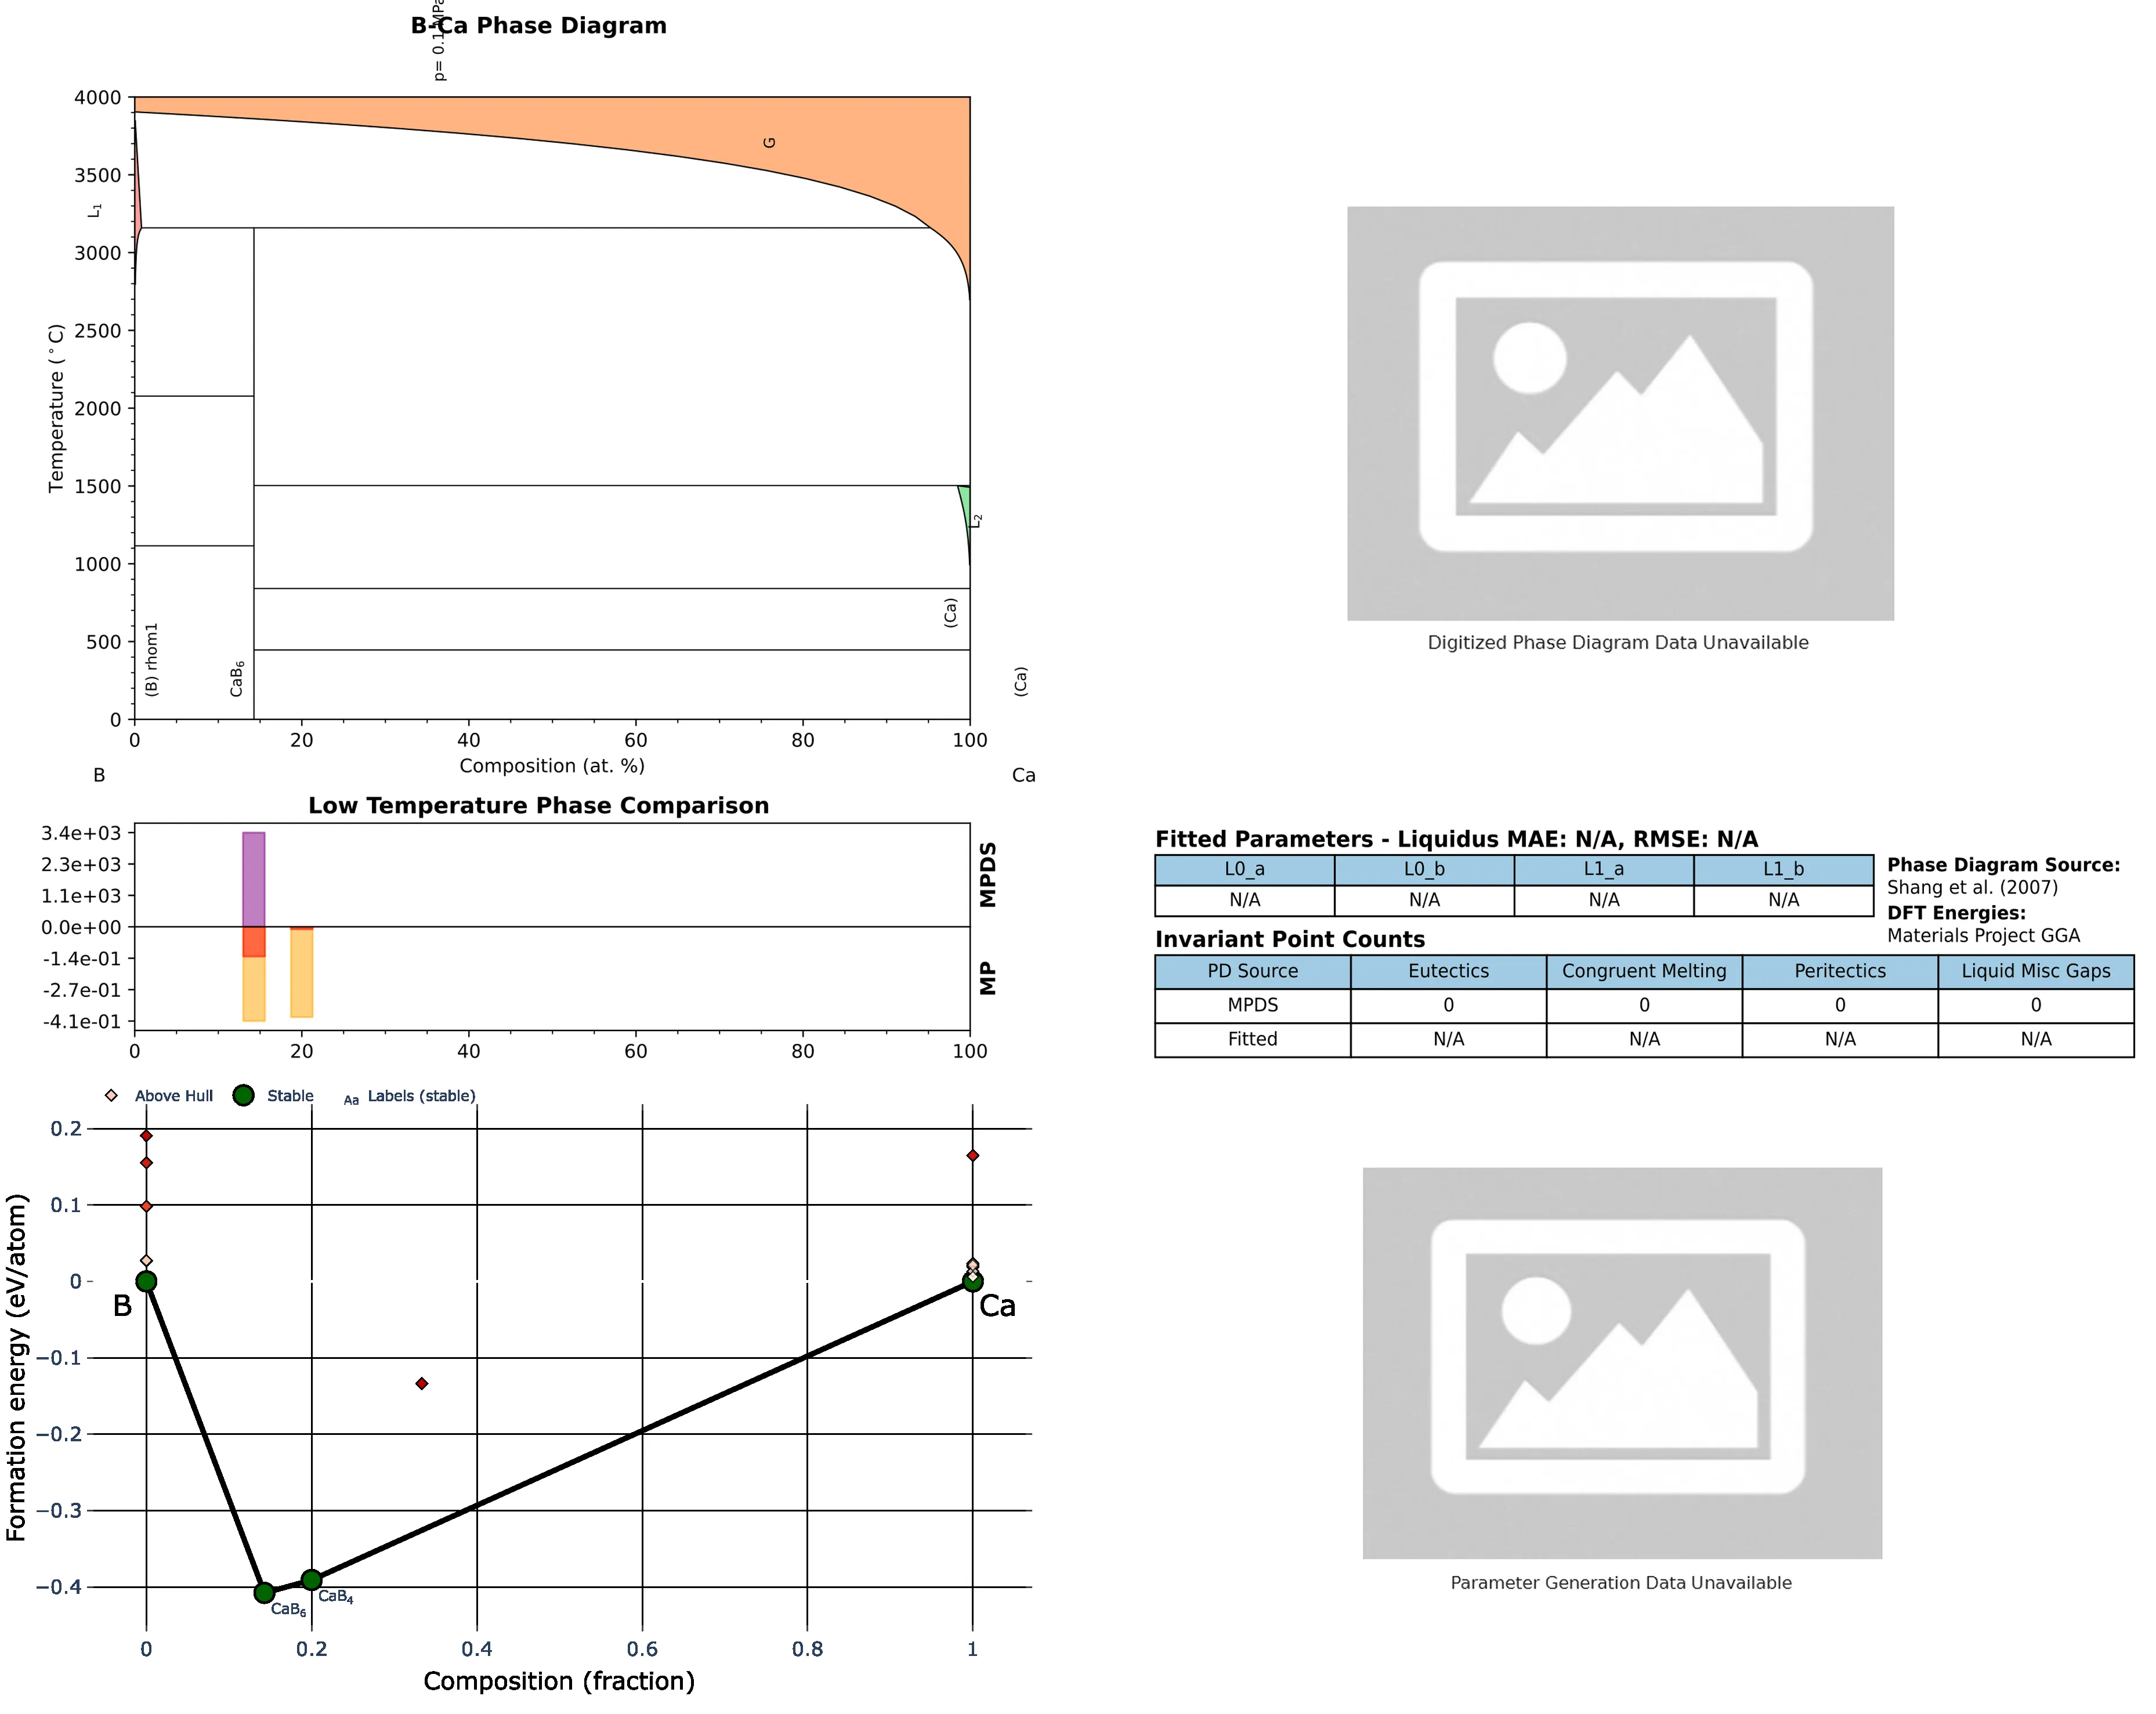 B-Ca Phase Diagram
p= 0.1 MPa
4000
3500
3000
2500
2000
1500
1000
500
0
Temperature (°C)
G
L₁
L₂
(B) rhom1
CaB₆
(Ca)
(Ca)
0 20 40 60 80 100
Composition (at. %)
B
Ca
Digitized Phase Diagram Data Unavailable
Low Temperature Phase Comparison
3.4e+03
2.3e+03
1.1e+03
0.0e+00
-1.4e-01
-2.7e-01
-4.1e-01
MPDS
MP
0 20 40 60 80 100
Fitted Parameters - Liquidus MAE: N/A, RMSE: N/A
L0_a L0_b L1_a L1_b
N/A N/A N/A N/A
Phase Diagram Source:
Shang et al. (2007)
DFT Energies:
Materials Project GGA
Invariant Point Counts
PD Source Eutectics Congruent Melting Peritectics Liquid Misc Gaps
MPDS 0 0 0 0
Fitted N/A N/A N/A N/A
Above Hull Stable Aa Labels (stable)
0.2
0.1
0
−0.1
−0.2
−0.3
−0.4
Formation energy (eV/atom)
B
Ca
CaB₆
CaB₄
0 0.2 0.4 0.6 0.8 1
Composition (fraction)
Parameter Generation Data Unavailable